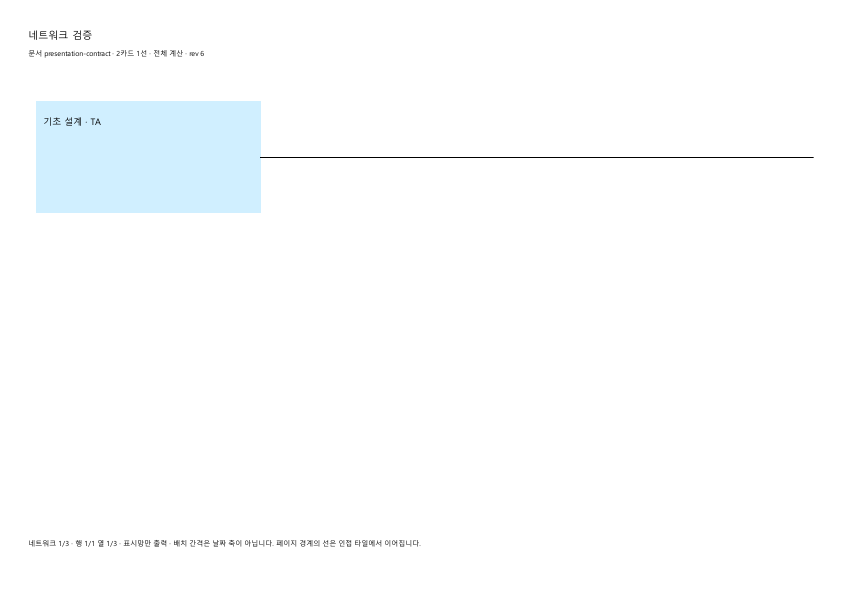 네트워크 검증
문서 presentation-contract · 2카드 1선 · 전체 계산 · rev 6
기초 설계 · TA
네트워크 1/3 · 행 1/1 열 1/3 · 표시망만 출력 · 배치 간격은 날짜 축이 아닙니다. 페이지 경계의 선은 인접 타일에서 이어집니다.